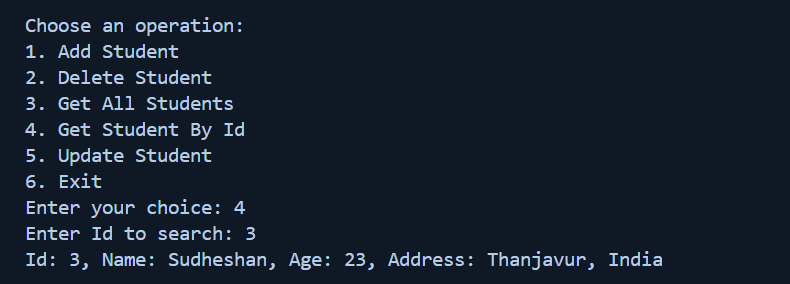 Choose an operation:
1. Add Student
2. Delete Student
3. Get All Students
4. Get Student By Id
5. Update Student
6. Exit
Enter your choice: 4
Enter Id to search: 3
Id: 3, Name: Sudheshan, Age: 23, Address: Thanjavur, India